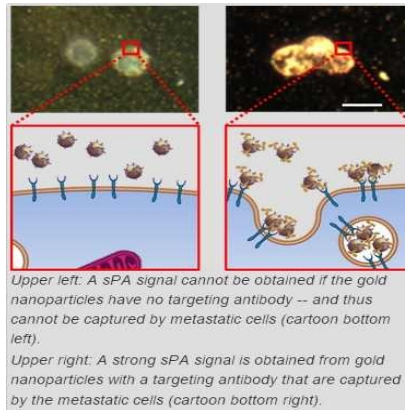 Upper left: A sPA signal cannot be obtained if the gold
nanoparticles have no targeting antibody -- and thus
cannot be captured by metastatic cells (cartoon bottom
left).
Upper right: A strong sPA signal is obtained from gold
nanoparticles with a targeting antibody that are captured
by the metastatic cells (cartoon bottom right).